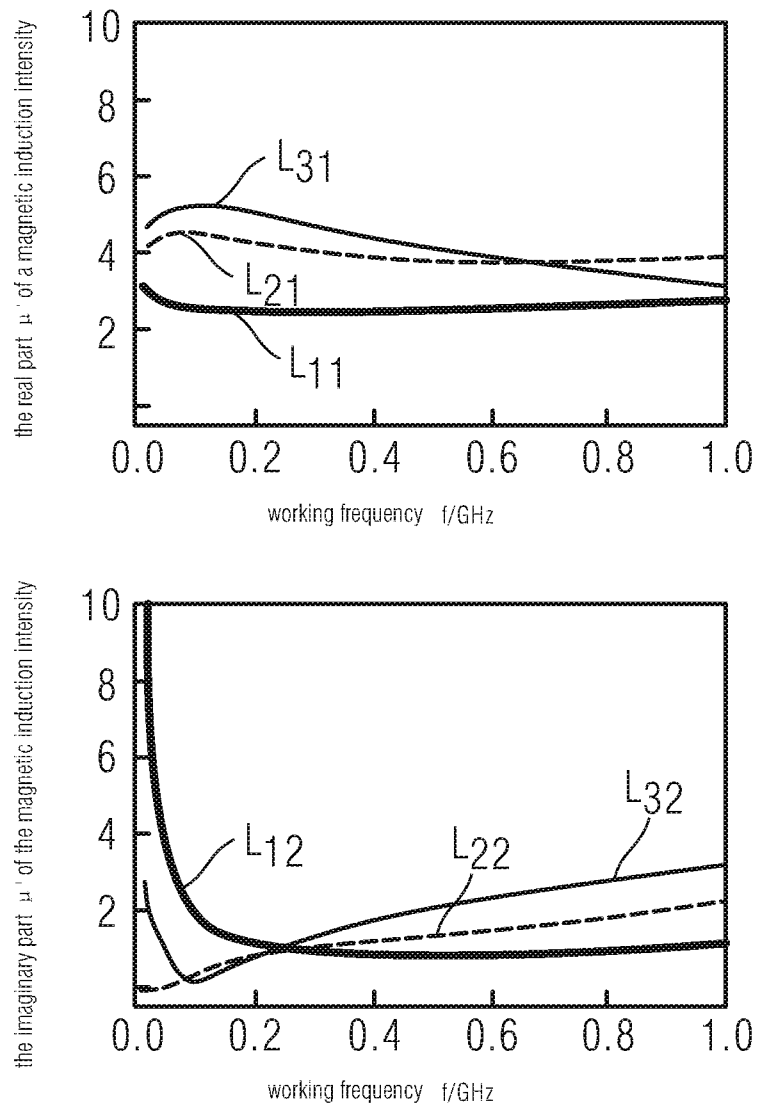 the real part μ' of a magnetic induction intensity
10
8
6
4
2
L31
L21
L11
0.0 0.2 0.4 0.6 0.8 1.0
working frequency f/GHz
the imaginary part μ' of the magnetic induction intensity
10
8
6
4
2
L12
L22
L32
0.0 0.2 0.4 0.6 0.8 1.0
working frequency f/GHz